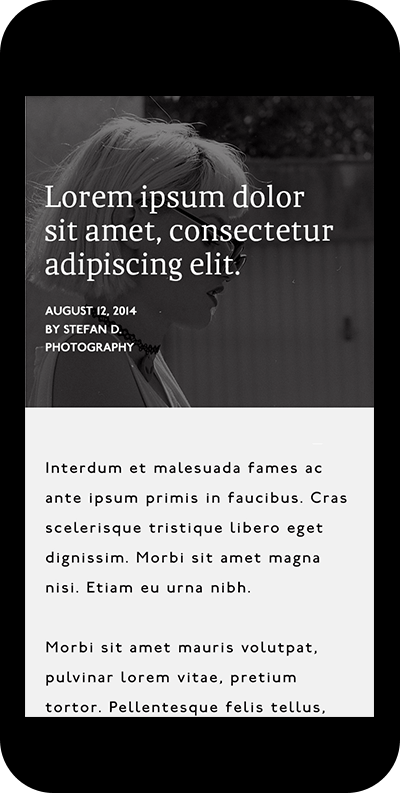 Lorem ipsum dolor
sit amet, consectetur
adipiscing elit.
AUGUST 12, 2014
BY STEFAN D.
PHOTOGRAPHY
Interdum et malesuada fames ac
ante ipsum primis in faucibus. Cras
scelerisque tristique libero eget
dignissim. Morbi sit amet magna
nisi. Etiam eu urna nibh.
Morbi sit amet mauris volutpat,
pulvinar lorem vitae, pretium
tortor. Pellentesque felis tellus,